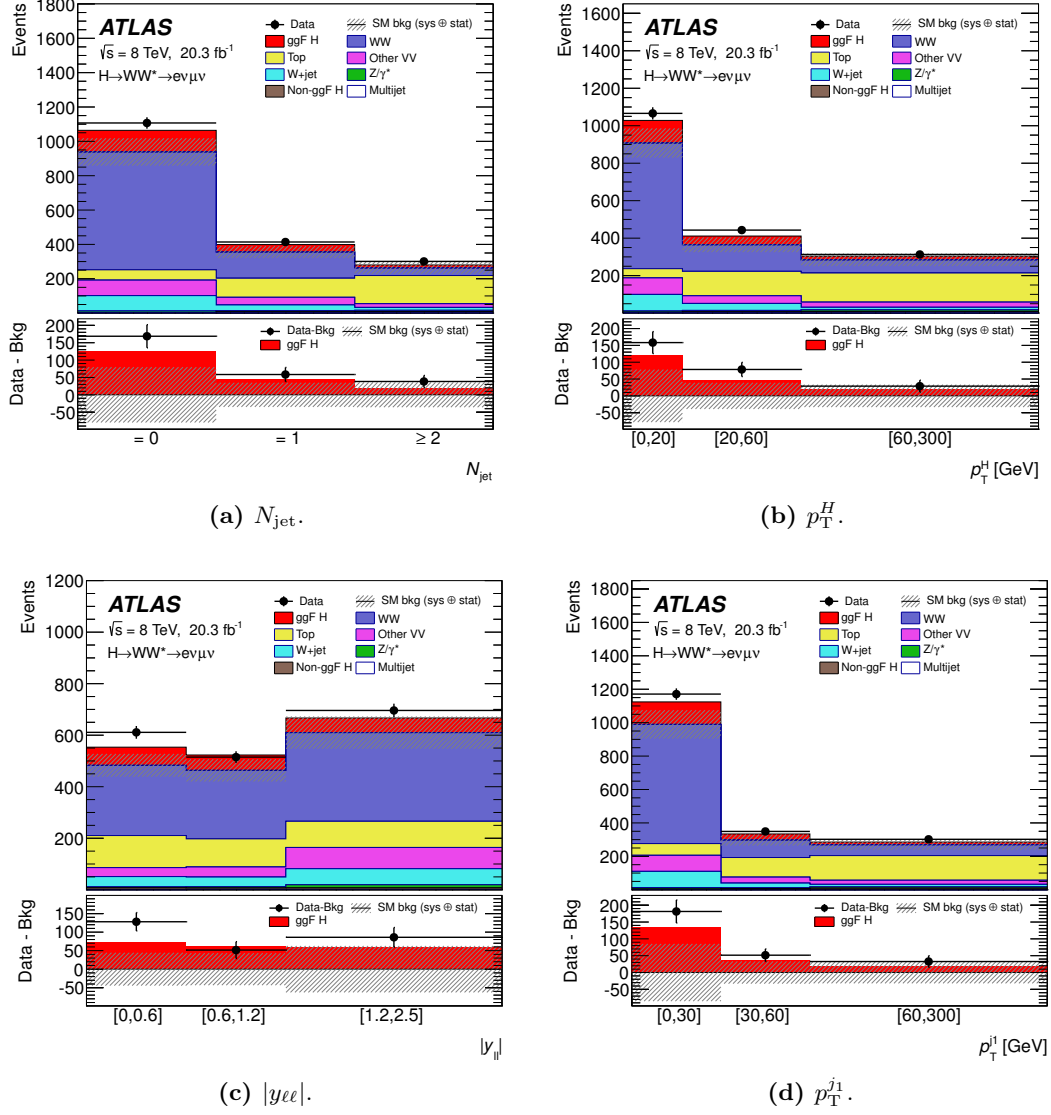 Events
1800
1600
1400
1200
1000
800
600
400
200
ATLAS
√s = 8 TeV, 20.3 fb⁻¹
H→WW*→eνμν
Data
SM bkg (sys ⊕ stat)
ggF H
WW
Top
Other VV
W+jet
Z/γ*
Non-ggF H
Multijet
Data - Bkg
200
150
100
50
0
-50
Data-Bkg
SM bkg (sys ⊕ stat)
ggF H
= 0
= 1
≥ 2
N_jet
(a) N_jet.
Events
1600
1400
1200
1000
800
600
400
200
ATLAS
√s = 8 TeV, 20.3 fb⁻¹
H→WW*→eνμν
Data
SM bkg (sys ⊕ stat)
ggF H
WW
Top
Other VV
W+jet
Z/γ*
Non-ggF H
Multijet
Data - Bkg
200
150
100
50
0
-50
Data-Bkg
SM bkg (sys ⊕ stat)
ggF H
[0,20]
[20,60]
[60,300]
p_T^H [GeV]
(b) p_T^H.
Events
1200
1000
800
600
400
200
ATLAS
√s = 8 TeV, 20.3 fb⁻¹
H→WW*→eνμν
Data
SM bkg (sys ⊕ stat)
ggF H
WW
Top
Other VV
W+jet
Z/γ*
Non-ggF H
Multijet
Data - Bkg
150
100
50
0
-50
Data-Bkg
SM bkg (sys ⊕ stat)
ggF H
[0,0.6]
[0.6,1.2]
[1.2,2.5]
|y_ll|
(c) |y_ℓℓ|.
Events
1800
1600
1400
1200
1000
800
600
400
200
ATLAS
√s = 8 TeV, 20.3 fb⁻¹
H→WW*→eνμν
Data
SM bkg (sys ⊕ stat)
ggF H
WW
Top
Other VV
W+jet
Z/γ*
Non-ggF H
Multijet
Data - Bkg
200
150
100
50
0
-50
Data-Bkg
SM bkg (sys ⊕ stat)
ggF H
[0,30]
[30,60]
[60,300]
p_T^j1 [GeV]
(d) p_T^j₁.